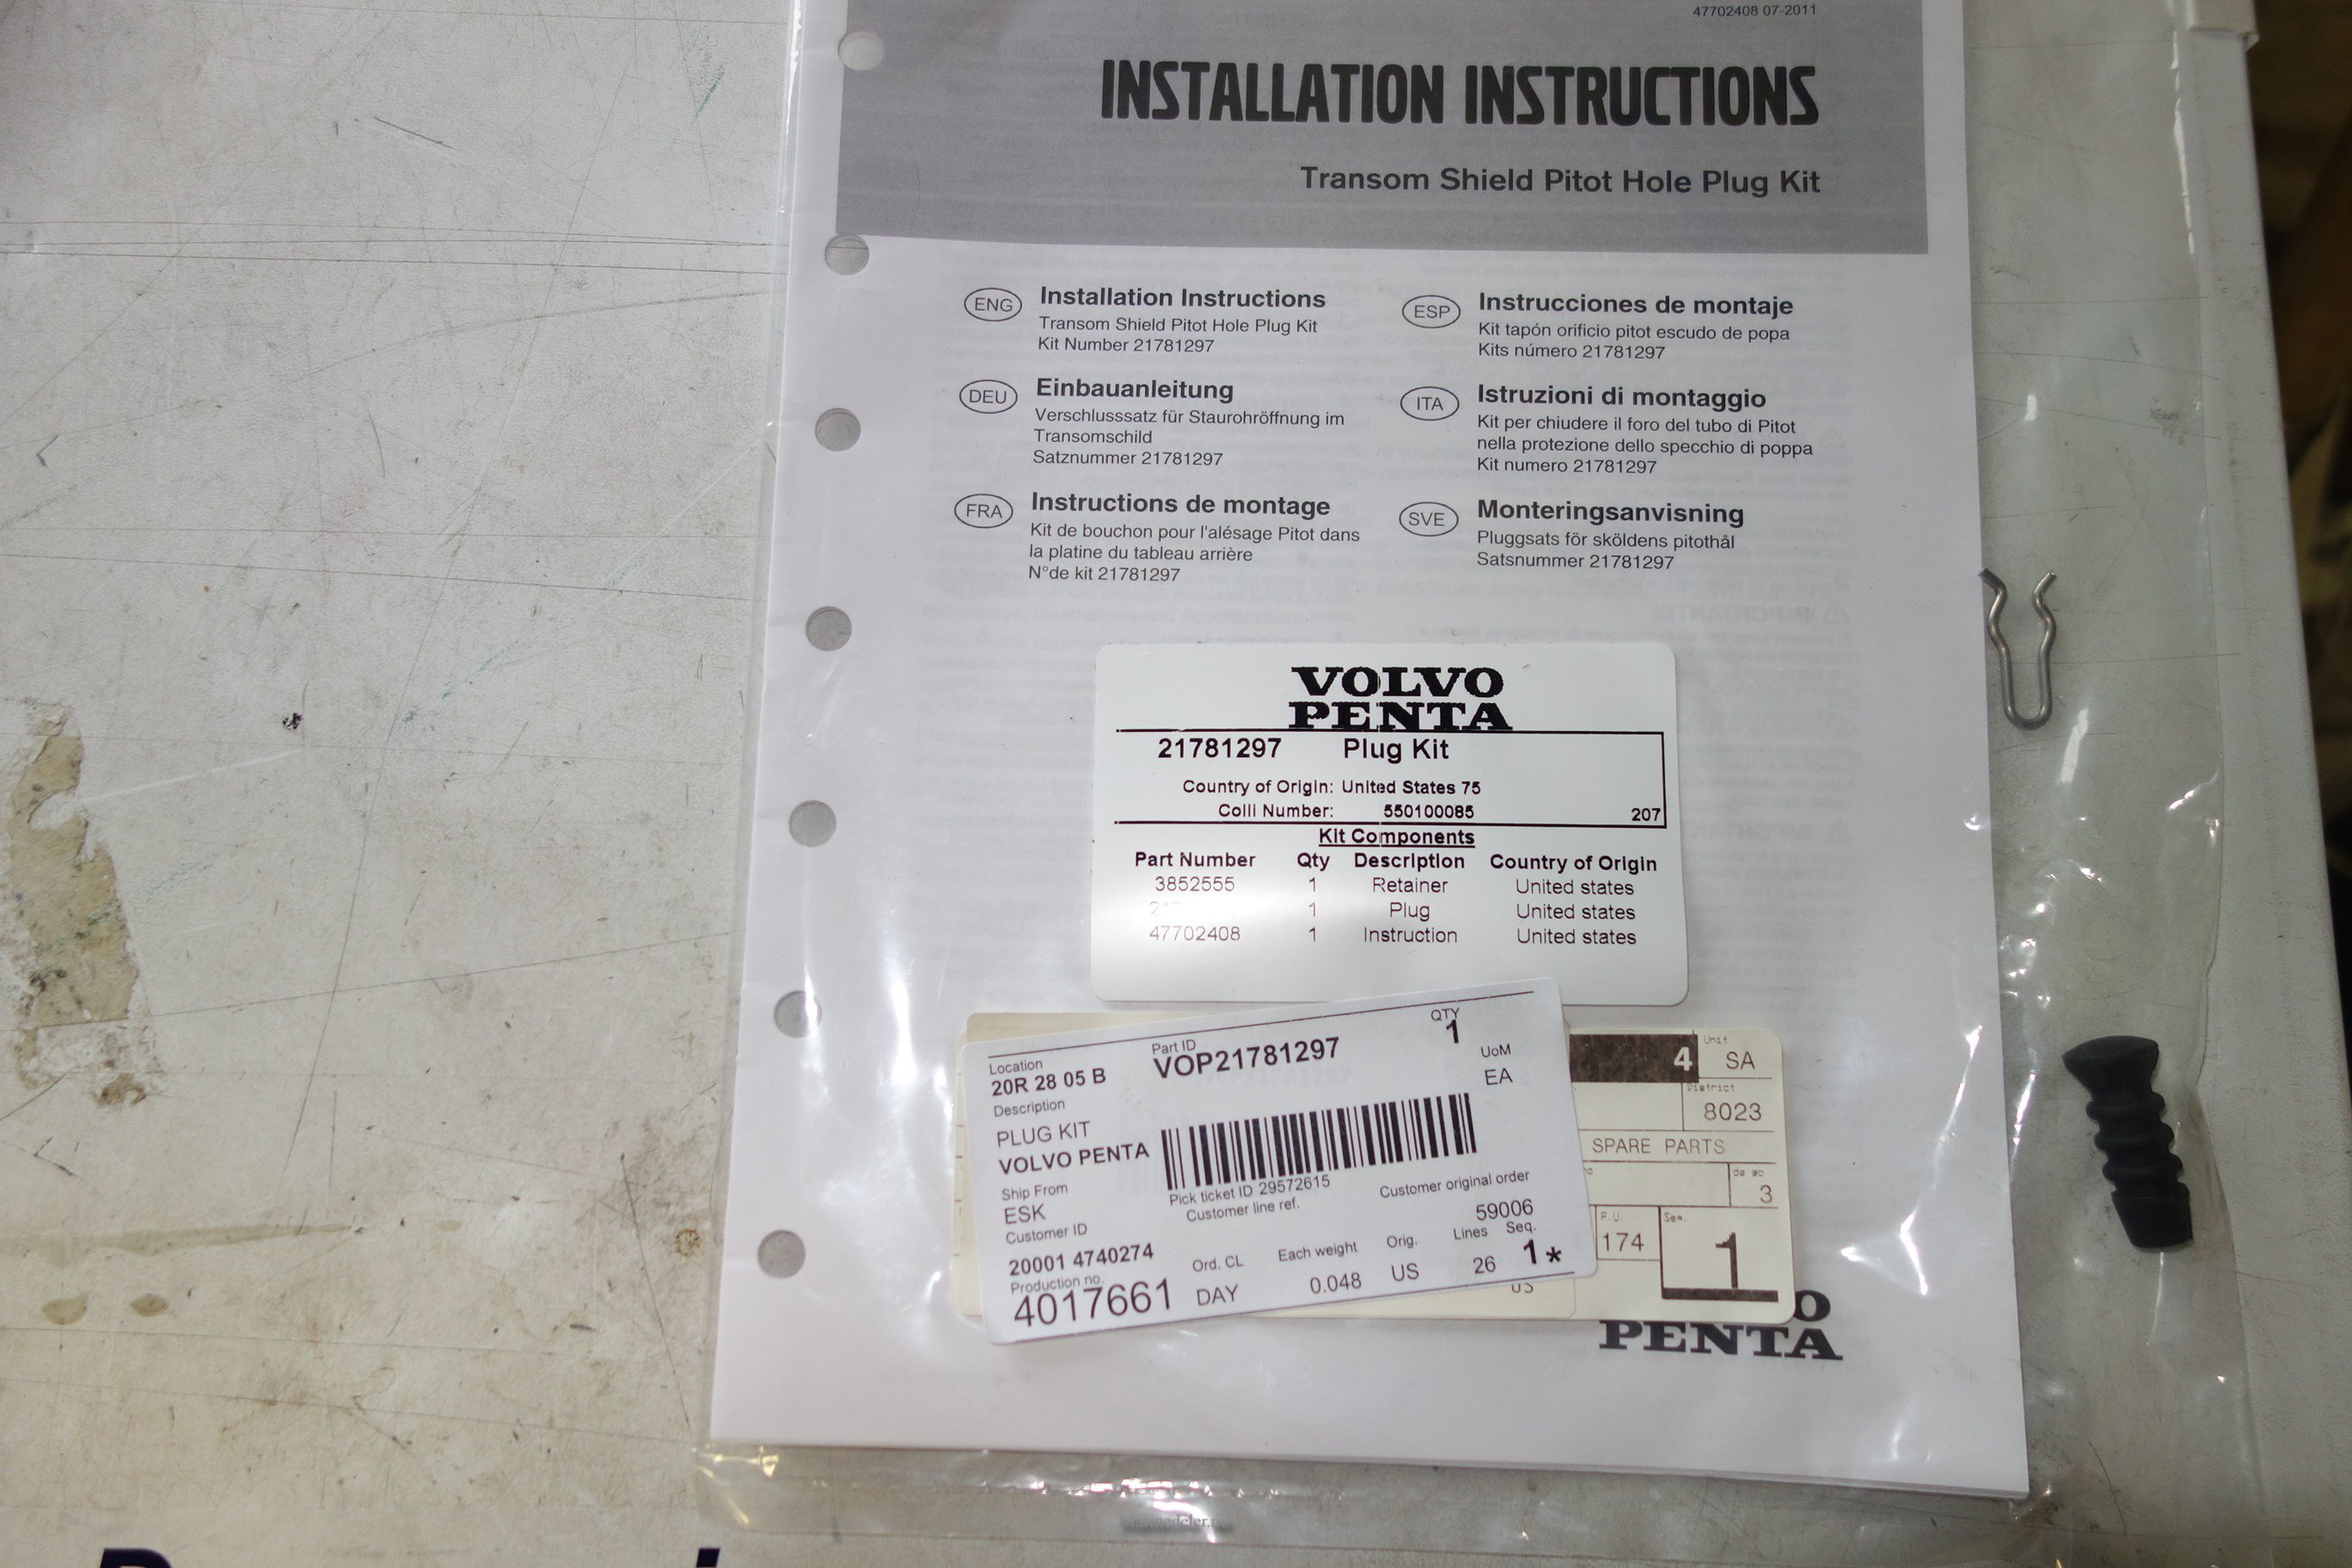 47702408 07-2011
INSTALLATION INSTRUCTIONS
Transom Shield Pitot Hole Plug Kit
ENG
Installation Instructions
Transom Shield Pitot Hole Plug Kit
Kit Number 21781297
DEU
Einbauanleitung
Verschlusssatz für Staurohröffnung im
Transomschild
Satznummer 21781297
FRA
Instructions de montage
Kit de bouchon pour l'alésage Pitot dans
la platine du tableau arrière
N°de kit 21781297
ESP
Instrucciones de montaje
Kit tapón orificio pitot escudo de popa
Kits número 21781297
ITA
Istruzioni di montaggio
Kit per chiudere il foro del tubo di Pitot
nella protezione dello specchio di poppa
Kit numero 21781297
SVE
Monteringsanvisning
Pluggsats för sköldens pitothål
Satsnummer 21781297
VOLVO
PENTA
21781297 Plug Kit
Country of Origin: United States 75
Colli Number: 550100085 207
Kit Components
Part Number Qty Description Country of Origin
3852555 1 Retainer United states
1 Plug United states
47702408 1 Instruction United states
Location
20R 28 05 B
Part ID
VOP21781297
QTY
1
UoM
EA
Description
PLUG KIT
VOLVO PENTA
Ship From
ESK
Pick ticket ID 29572615
Customer line ref.
Customer original order
59006
Customer ID
20001 4740274
Production no.
4017661
Ord. CL
DAY
Each weight
0.048
Orig.
US
Lines
26
Seq.
1*
4
Unit
SA
District
8023
SPARE PARTS
3
P.U.
174
Sem.
1
US
PENTA